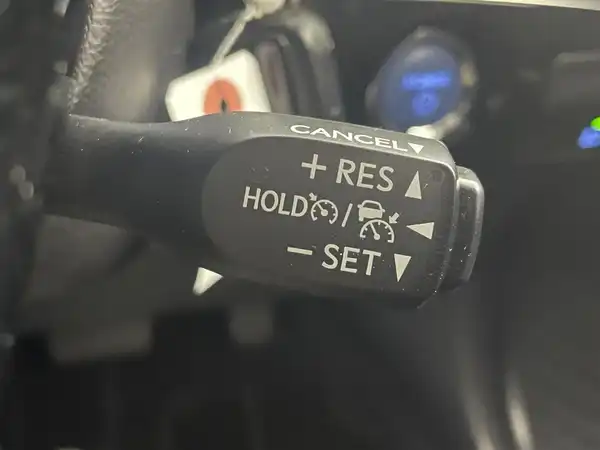 CANCEL
+ RES
HOLD /
- SET